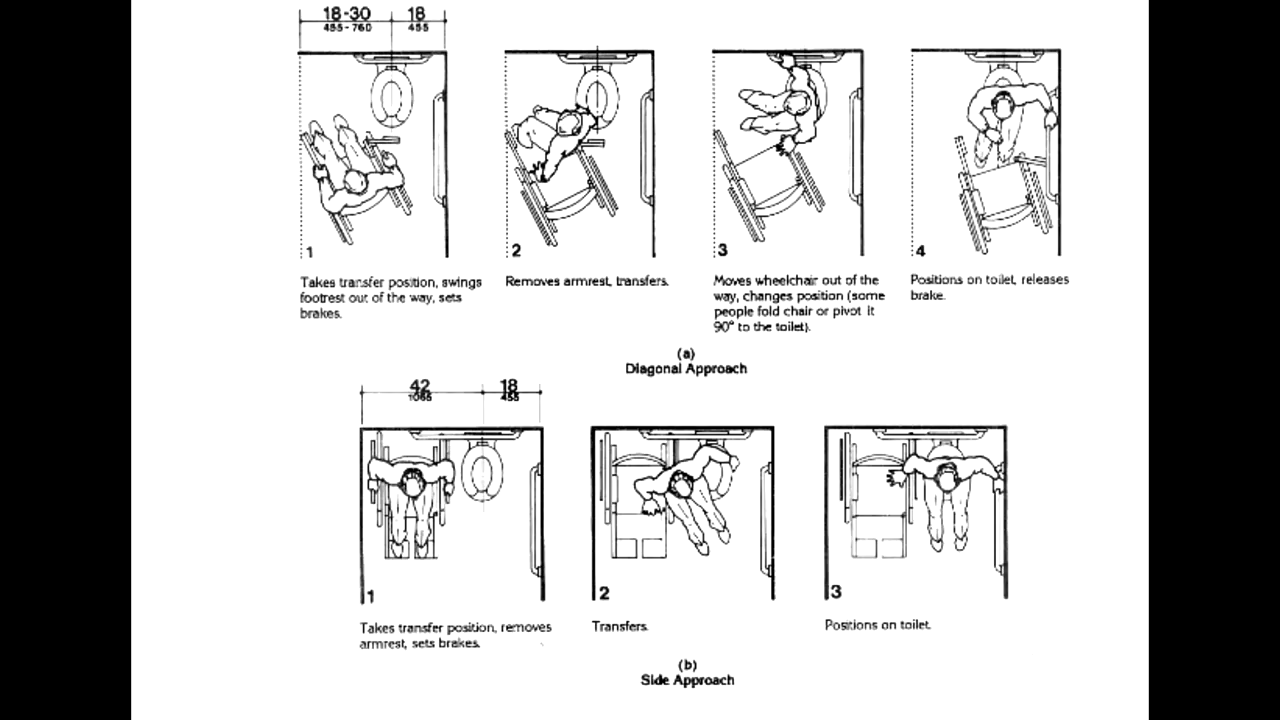 18-30 18
455-760 455
1
2
3
4
Takes transfer position, swings
footrest out of the way, sets
brakes.
Removes armrest, transfers.
Moves wheelchair out of the
way, changes position (some
people fold chair or pivot it
90° to the toilet).
Positions on toilet, releases
brake.
(a)
Diagonal Approach
42 18
1065 455
1
2
3
Takes transfer position, removes
armrest, sets brakes.
Transfers.
Positions on toilet.
(b)
Side Approach